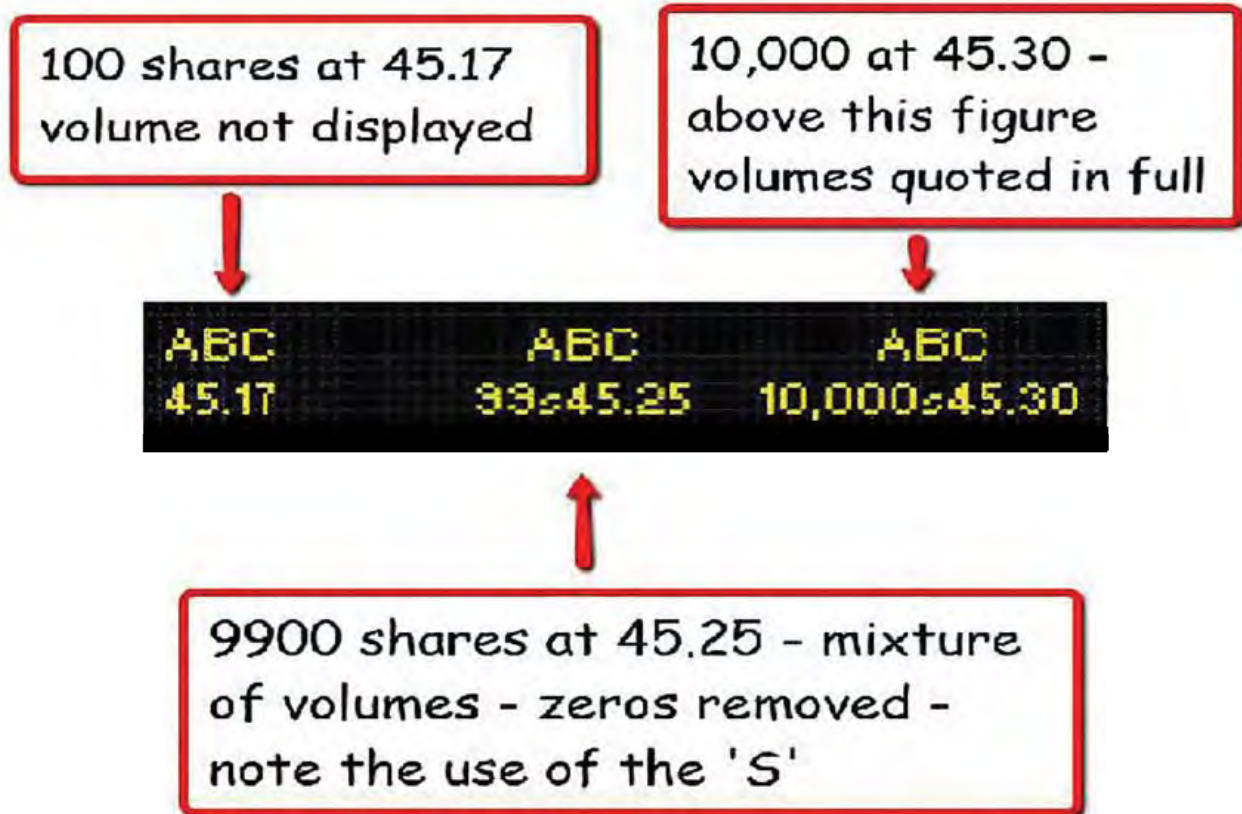 100 shares at 45.17
volume not displayed
10,000 at 45.30 -
above this figure
volumes quoted in full
ABC ABC ABC
45.17 99s45.25 10,000s45.30
9900 shares at 45.25 - mixture
of volumes - zeros removed -
note the use of the 'S'